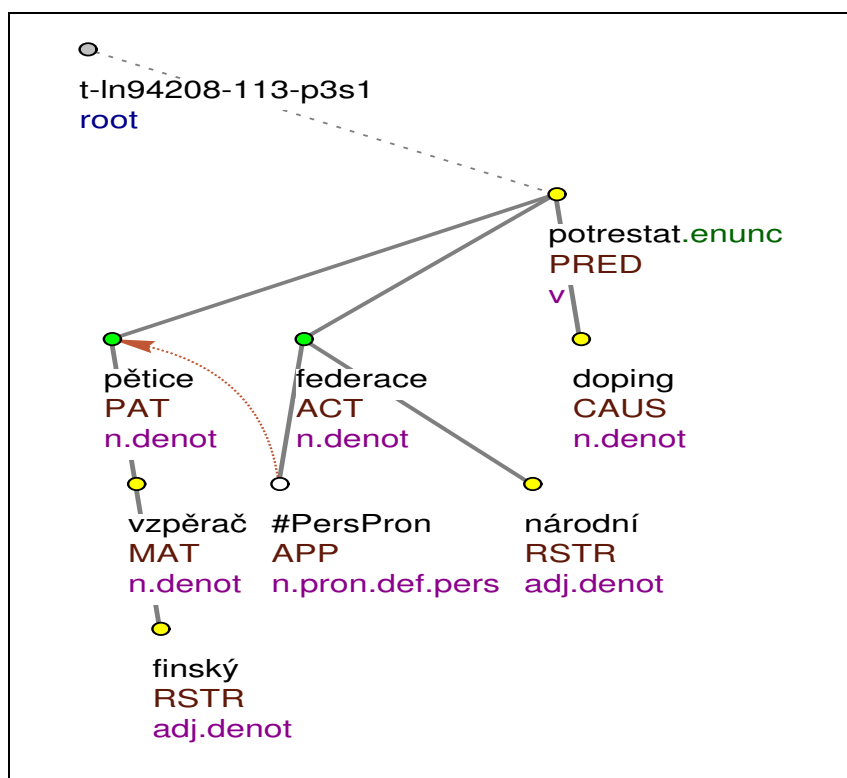 t-ln94208-113-p3s1
root
potrestat.enunc
PRED
v
pětice
PAT
n.denot
federace
ACT
n.denot
doping
CAUS
n.denot
vzpěrač
MAT
n.denot
#PersPron
APP
n.pron.def.pers
národní
RSTR
adj.denot
finský
RSTR
adj.denot